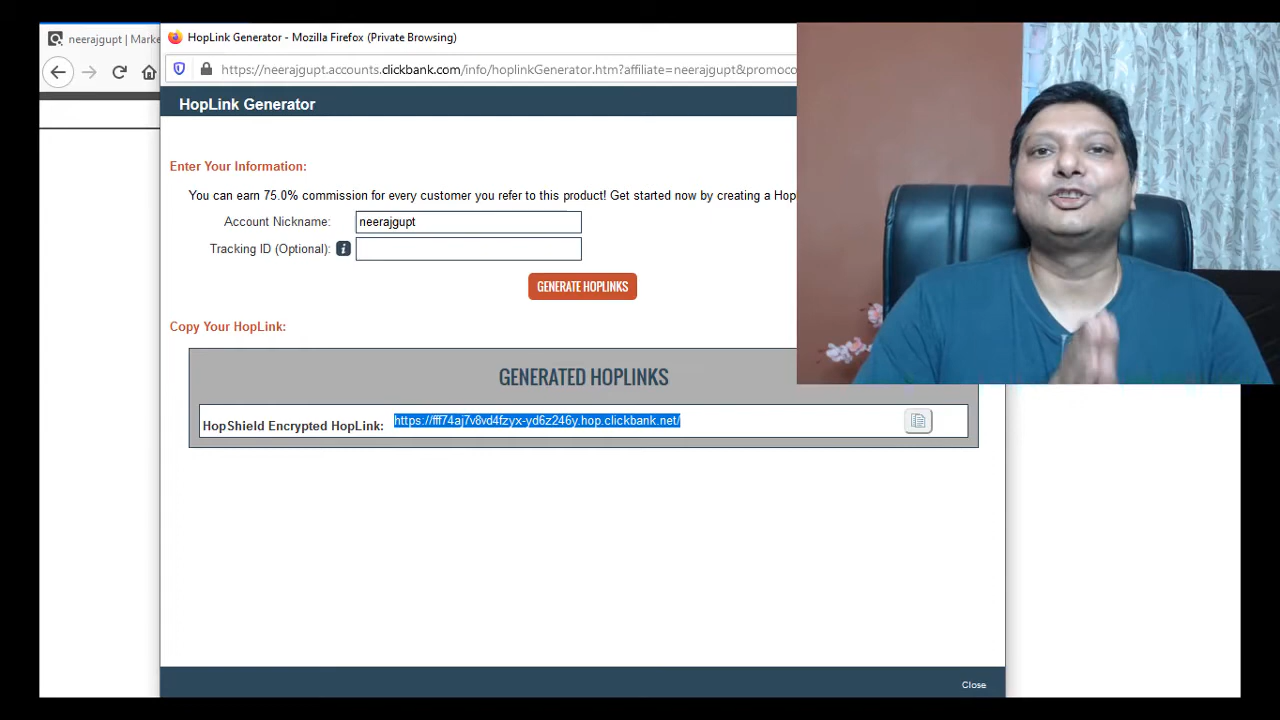 neerajgupt | Marke
HopLink Generator - Mozilla Firefox (Private Browsing)
https://neerajgupt.accounts.clickbank.com/info/hoplinkGenerator.htm?affiliate=neerajgupt&promoco
HopLink Generator
Enter Your Information:
You can earn 75.0% commission for every customer you refer to this product! Get started now by creating a Hop
Account Nickname: neerajgupt
Tracking ID (Optional): i
GENERATE HOPLINKS
Copy Your HopLink:
GENERATED HOPLINKS
HopShield Encrypted HopLink: https://fff74aj7v8vd4fzyx-yd6z246y.hop.clickbank.net/
Close